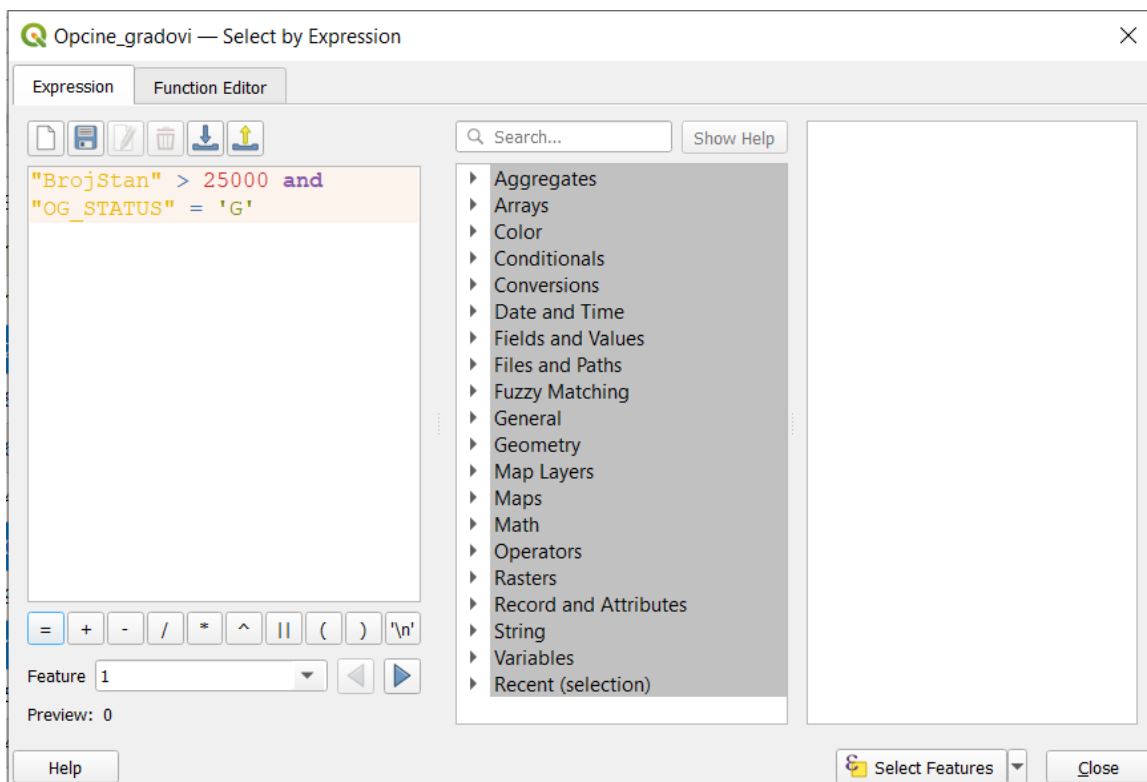 Opcine_gradovi — Select by Expression
Expression
Function Editor
Search...
Show Help
"BrojStan" > 25000 and
"OG_STATUS" = 'G'
Aggregates
Arrays
Color
Conditionals
Conversions
Date and Time
Fields and Values
Files and Paths
Fuzzy Matching
General
Geometry
Map Layers
Maps
Math
Operators
Rasters
Record and Attributes
String
Variables
Recent (selection)
= + - / * ^ || ( ) '\n'
Feature 1
Preview: 0
Help
Select Features
Close